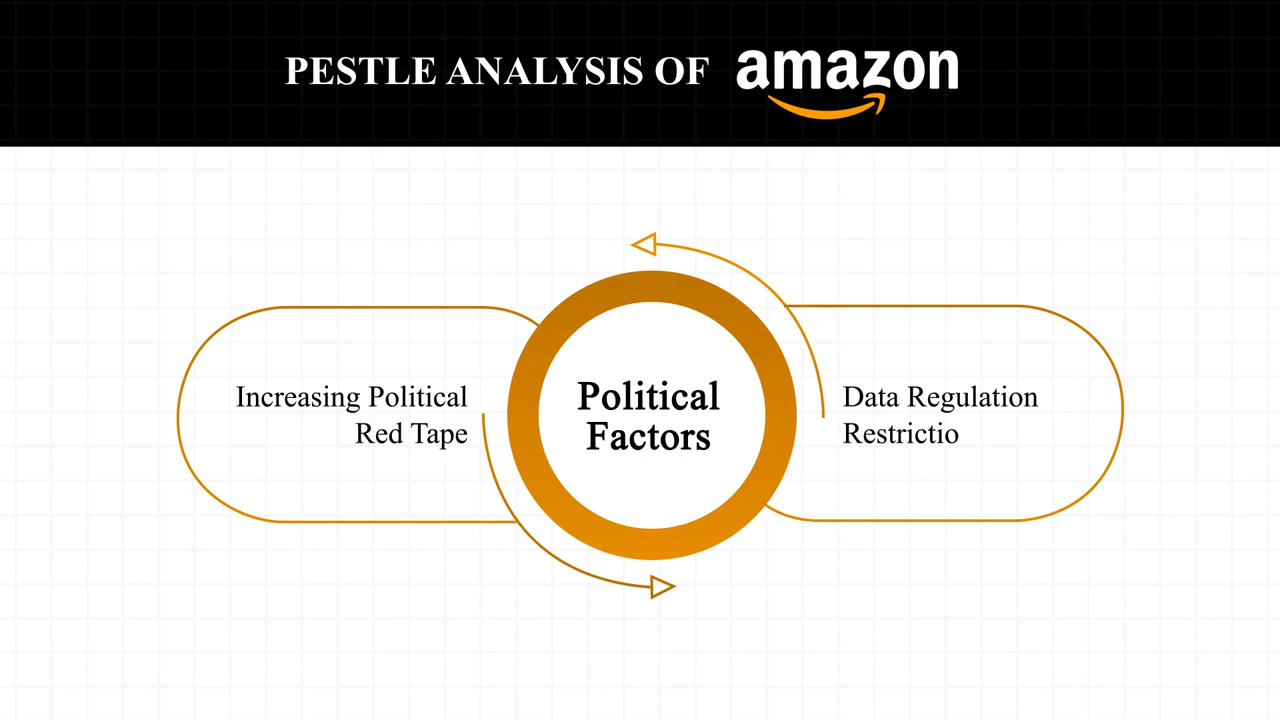 PESTLE ANALYSIS OF amazon
Increasing Political
Red Tape
Political
Factors
Data Regulation
Restrictio